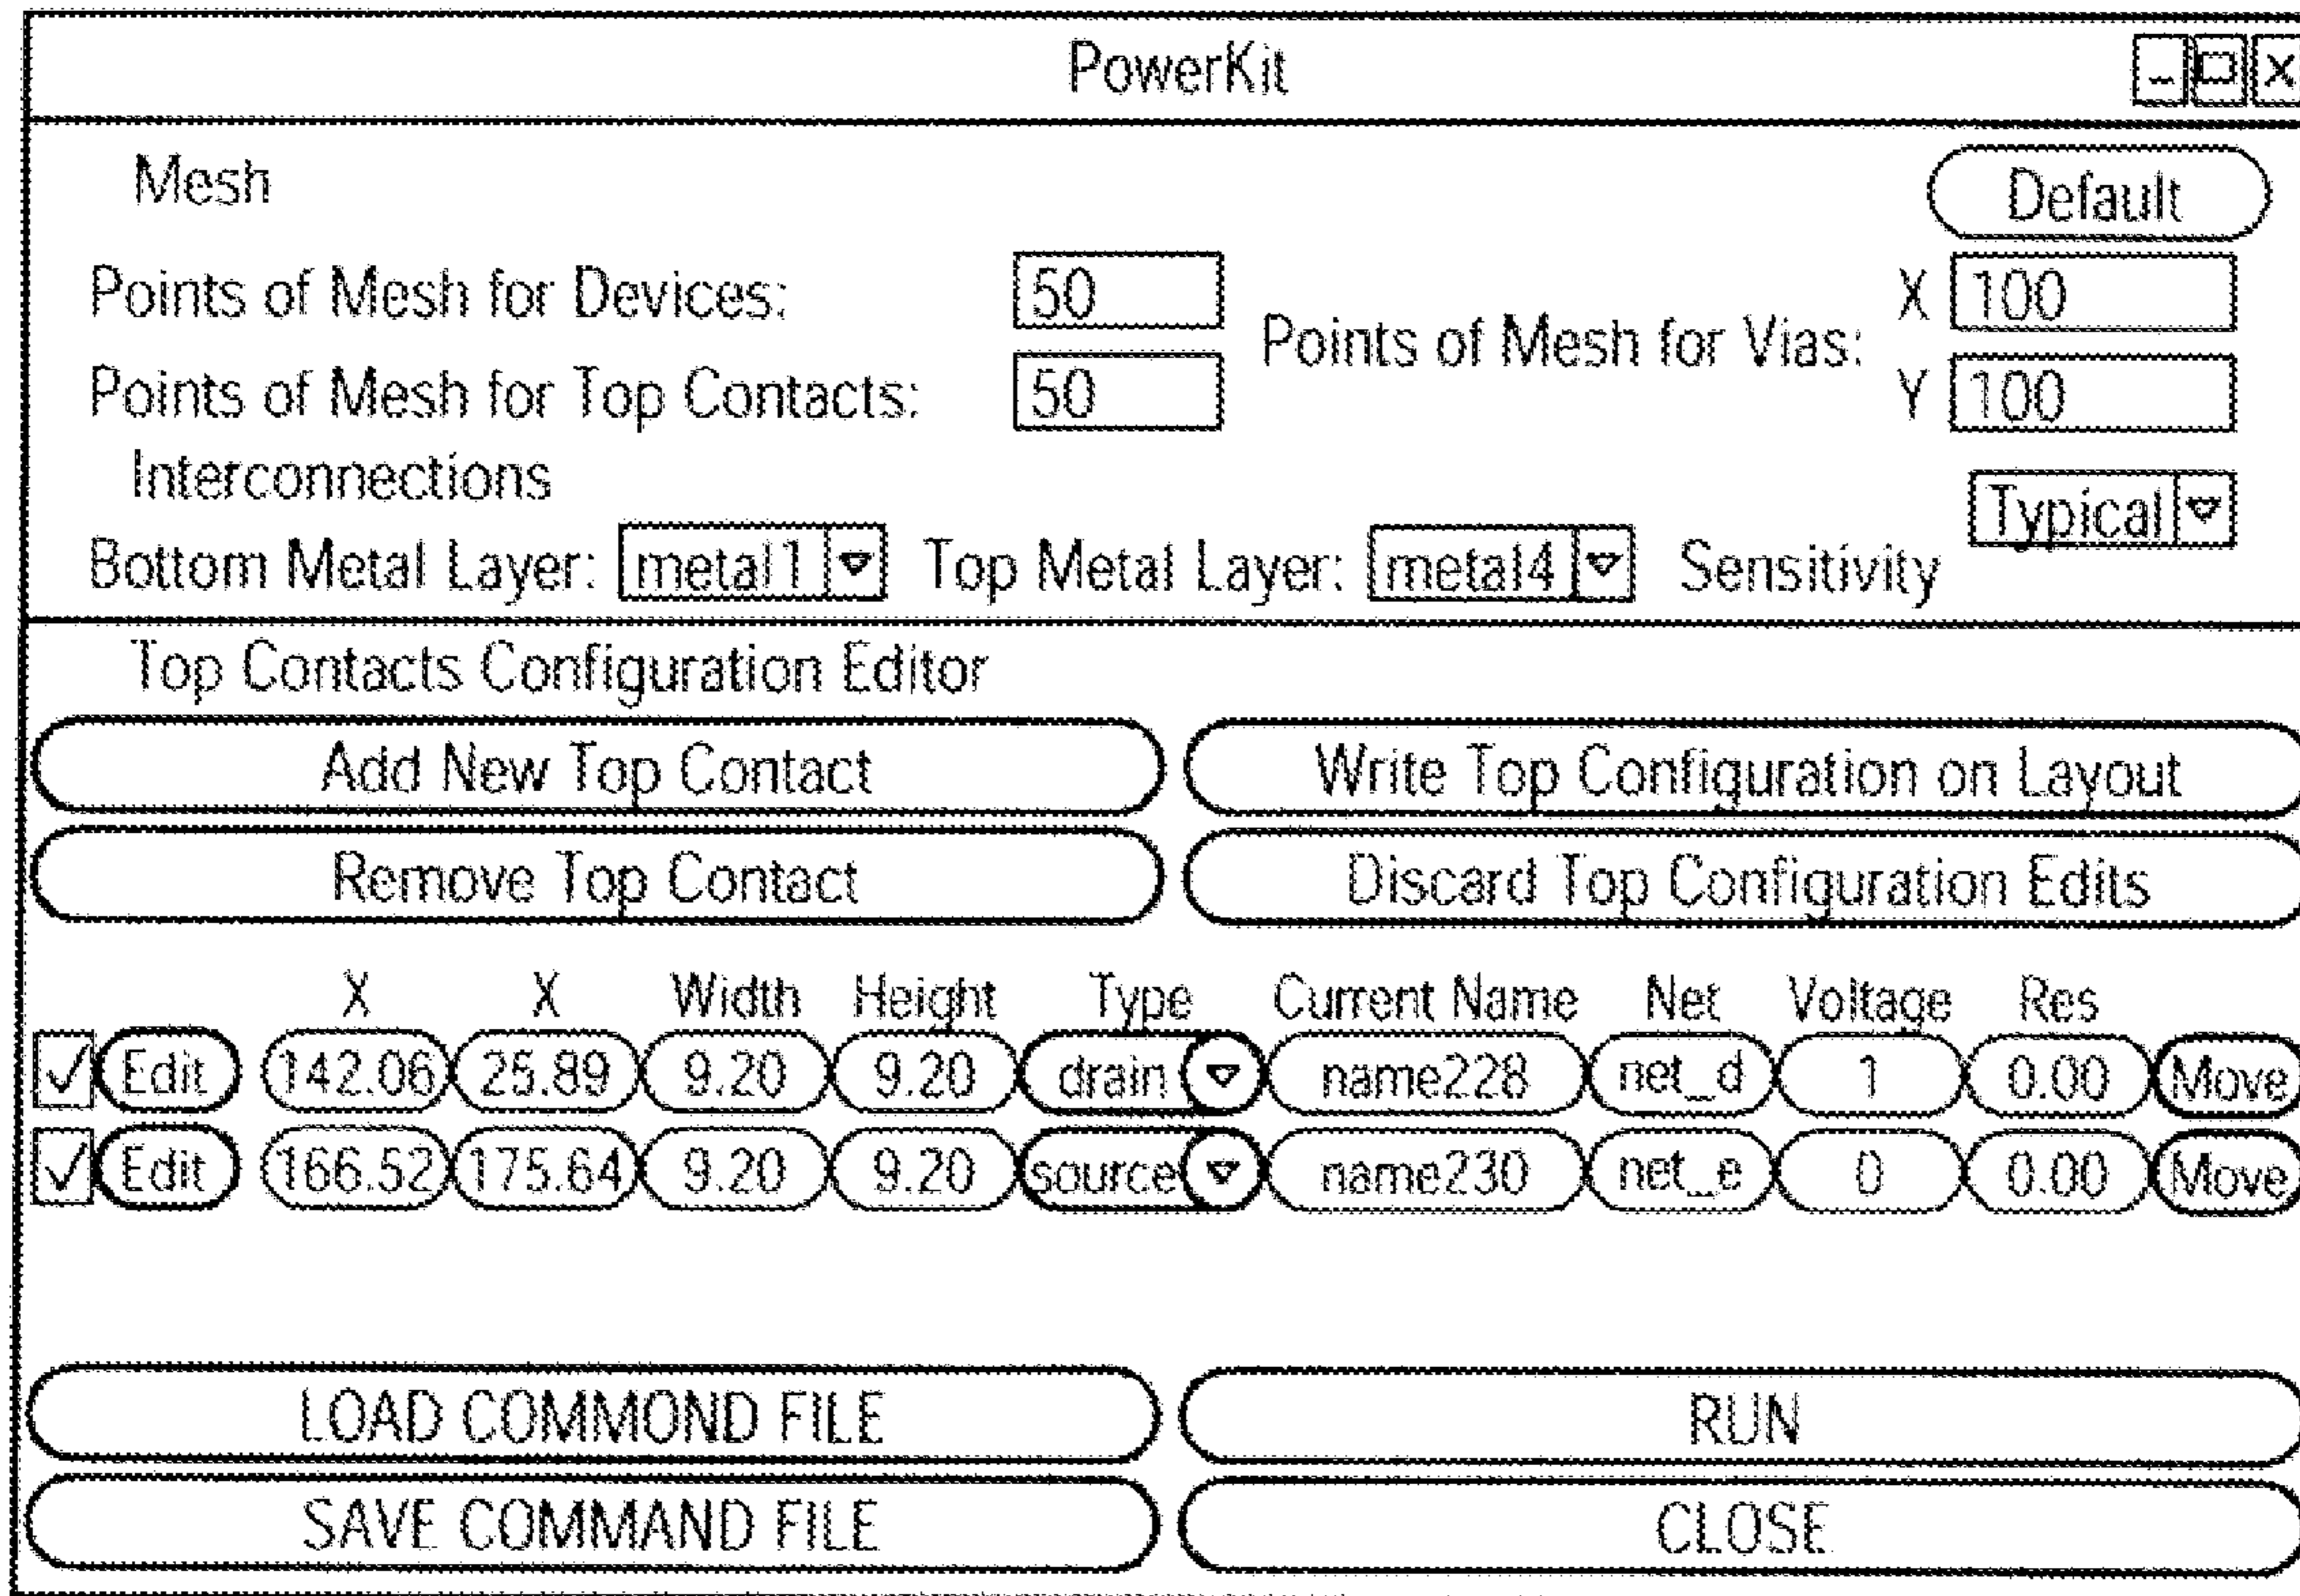 PowerKit
Mesh Default
Points of Mesh for Devices: 50 Points of Mesh for Vias: X 100
Points of Mesh for Top Contacts: 50 Y 100
Interconnections
Bottom Metal Layer: metal1 Top Metal Layer: metal4 Sensitivity Typical
Top Contacts Configuration Editor
Add New Top Contact Write Top Configuration on Layout
Remove Top Contact Discard Top Configuration Edits
X X Width Height Type Current Name Net Voltage Res
Edit 142.06 25.89 9.20 9.20 drain name228 net_d 1 0.00 Move
Edit 166.52 175.64 9.20 9.20 source name230 net_e 0 0.00 Move
LOAD COMMOND FILE RUN
SAVE COMMAND FILE CLOSE